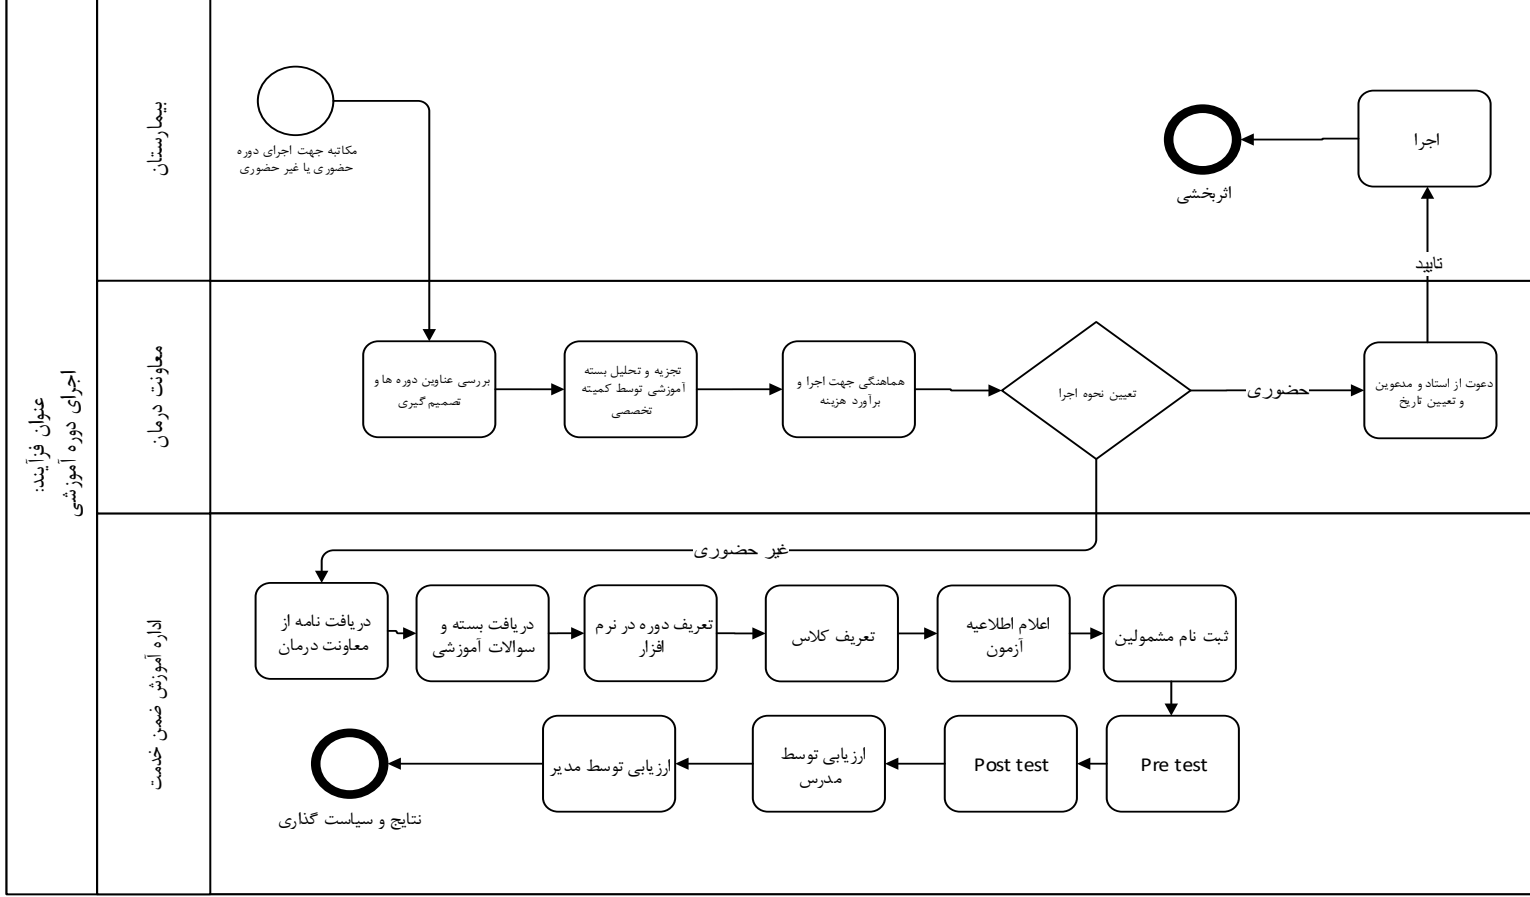 عنوان فرآیند:
اجرای دوره آموزشی
بیمارستان
مکاتبه جهت اجرای دوره
حضوری یا غیر حضوری
اجرا
اثربخشی
تایید
معاونت درمان
بررسی عناوین دوره ها و
تصمیم گیری
تجزیه و تحلیل بسته
آموزشی توسط کمیته
تخصصی
هماهنگی جهت اجرا و
برآورد هزینه
تعیین نحوه اجرا
حضوری
دعوت از استاد و مدعوین
و تعیین تاریخ
اداره آموزش ضمن خدمت
غیر حضوری
دریافت نامه از
معاونت درمان
دریافت بسته و
سوالات آموزشی
تعریف دوره در نرم
افزار
تعریف کلاس
اعلام اطلاعیه
آزمون
ثبت نام مشمولین
Pre test
Post test
ارزیابی توسط
مدرس
ارزیابی توسط مدیر
نتایج و سیاست گذاری